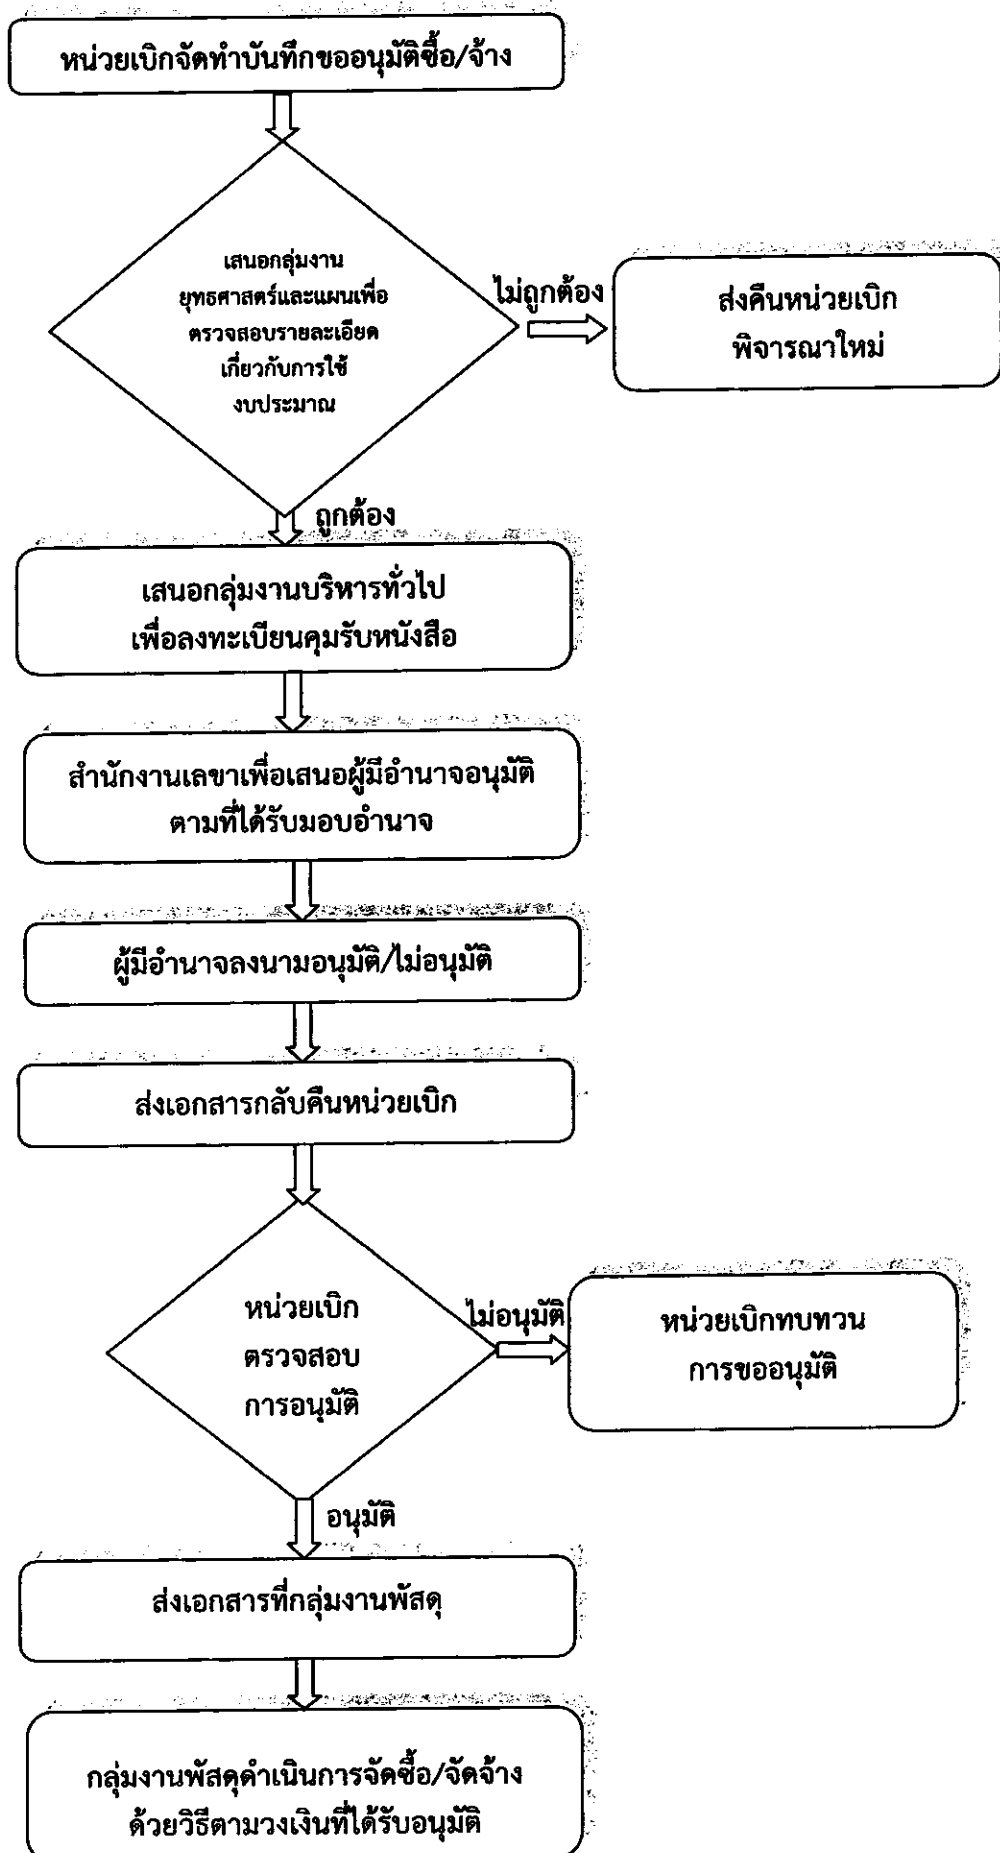 หน่วยเบิกจัดทำบันทึกขออนุมัติซื้อ/จ้าง
เสนอกลุ่มงาน
ยุทธศาสตร์และแผนเพื่อ
ตรวจสอบรายละเอียด
เกี่ยวกับการใช้
งบประมาณ
ไม่ถูกต้อง
ส่งคืนหน่วยเบิก
พิจารณาใหม่
ถูกต้อง
เสนอกลุ่มงานบริหารทั่วไป
เพื่อลงทะเบียนคุมรับหนังสือ
สำนักงานเลขาเพื่อเสนอผู้มีอำนาจอนุมัติ
ตามที่ได้รับมอบอำนาจ
ผู้มีอำนาจลงนามอนุมัติ/ไม่อนุมัติ
ส่งเอกสารกลับคืนหน่วยเบิก
หน่วยเบิก
ตรวจสอบ
การอนุมัติ
ไม่อนุมัติ
หน่วยเบิกทบทวน
การขออนุมัติ
อนุมัติ
ส่งเอกสารที่กลุ่มงานพัสดุ
กลุ่มงานพัสดุดำเนินการจัดซื้อ/จัดจ้าง
ด้วยวิธีตามวงเงินที่ได้รับอนุมัติ